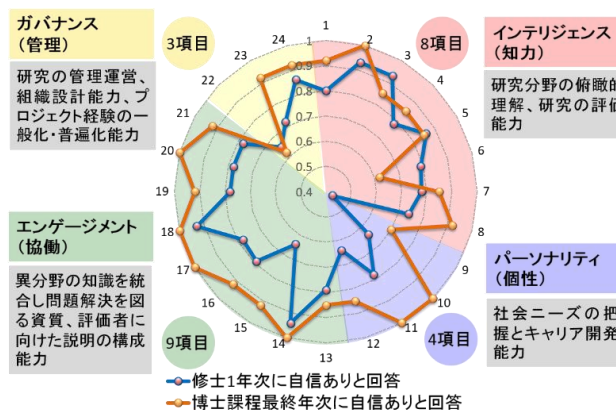 ガバナンス
（管理）
研究の管理運営、
組織設計能力、プ
ロジェクト経験の一
般化・普遍化能力
3項目
8項目
インテリジェンス
（知力）
研究分野の俯瞰的
理解、研究の評価
能力
エンゲージメント
（協働）
異分野の知識を統
合し問題解決を図
る資質、評価者に
向けた説明の構成
能力
9項目
4項目
パーソナリティ
（個性）
社会ニーズの把
握とキャリア開発
能力
1
2
3
4
5
6
7
8
9
10
11
12
13
14
15
16
17
18
19
20
21
22
23
24
1
0.9
0.8
0.7
0.6
0.5
0.4
修士1年次に自信ありと回答
博士課程最終年次に自信ありと回答